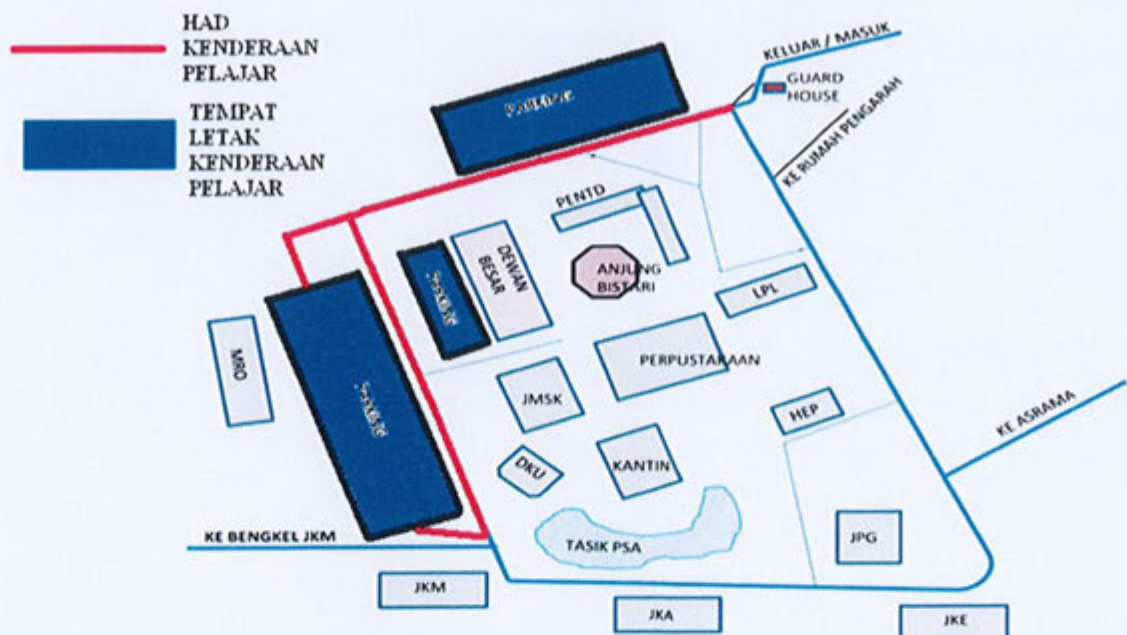 HAD
KENDERAAN
PELAJAR
TEMPAT
LETAK
KENDERAAN
PELAJAR
KELUAR / MASUK
GUARD
HOUSE
KE RUMAH PENGARAH
PENTD
DEWAN
BESAR
ANJUNG
BISTARI
LPL
MRO
PERPUSTAKAAN
JMSK
HEP
KE ASRAMA
DKU
KANTIN
KE BENGKEL JKM
TASIK PSA
JPG
JKM
JKA
JKE